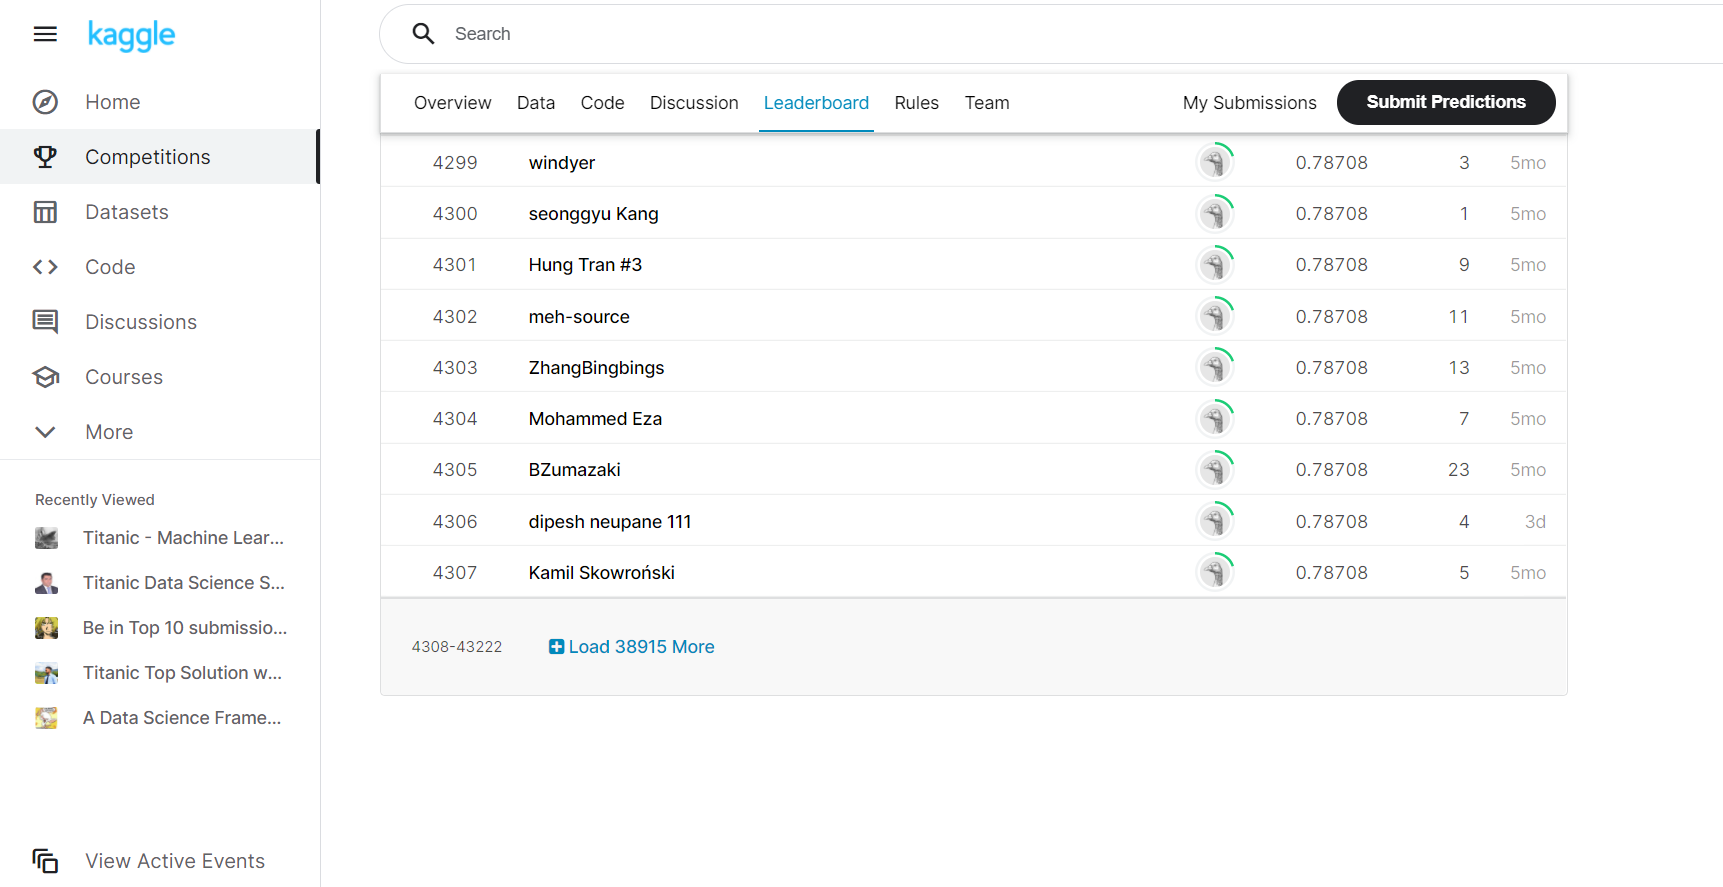 kaggle
Search
Home
Competitions
Datasets
Code
Discussions
Courses
More
Recently Viewed
Titanic - Machine Lear...
Titanic Data Science S...
Be in Top 10 submissio...
Titanic Top Solution w...
A Data Science Frame...
View Active Events
Overview Data Code Discussion Leaderboard Rules Team My Submissions Submit Predictions
4299 windyer 0.78708 3 5mo
4300 seonggyu Kang 0.78708 1 5mo
4301 Hung Tran #3 0.78708 9 5mo
4302 meh-source 0.78708 11 5mo
4303 ZhangBingbings 0.78708 13 5mo
4304 Mohammed Eza 0.78708 7 5mo
4305 BZumazaki 0.78708 23 5mo
4306 dipesh neupane 111 0.78708 4 3d
4307 Kamil Skowroński 0.78708 5 5mo
4308-43222 Load 38915 More